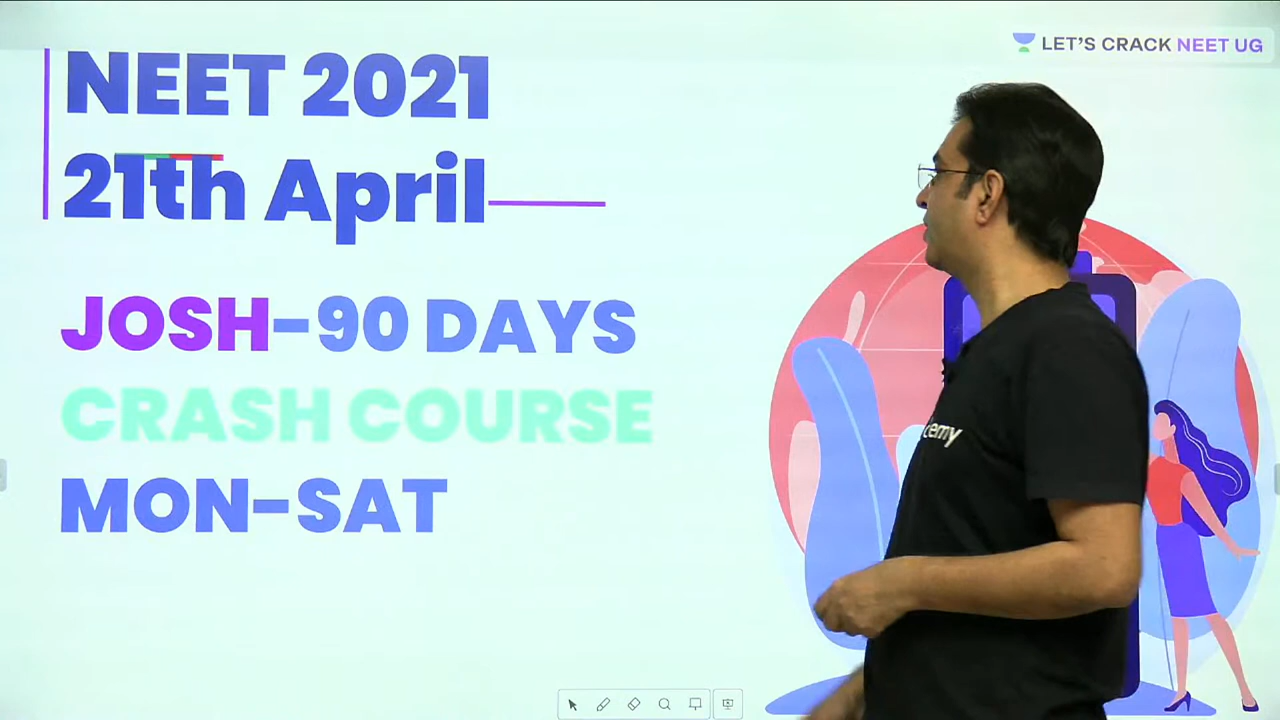 NEET 2021
21th April
JOSH-90 DAYS
CRASH COURSE
MON-SAT
LET'S CRACK NEET UG